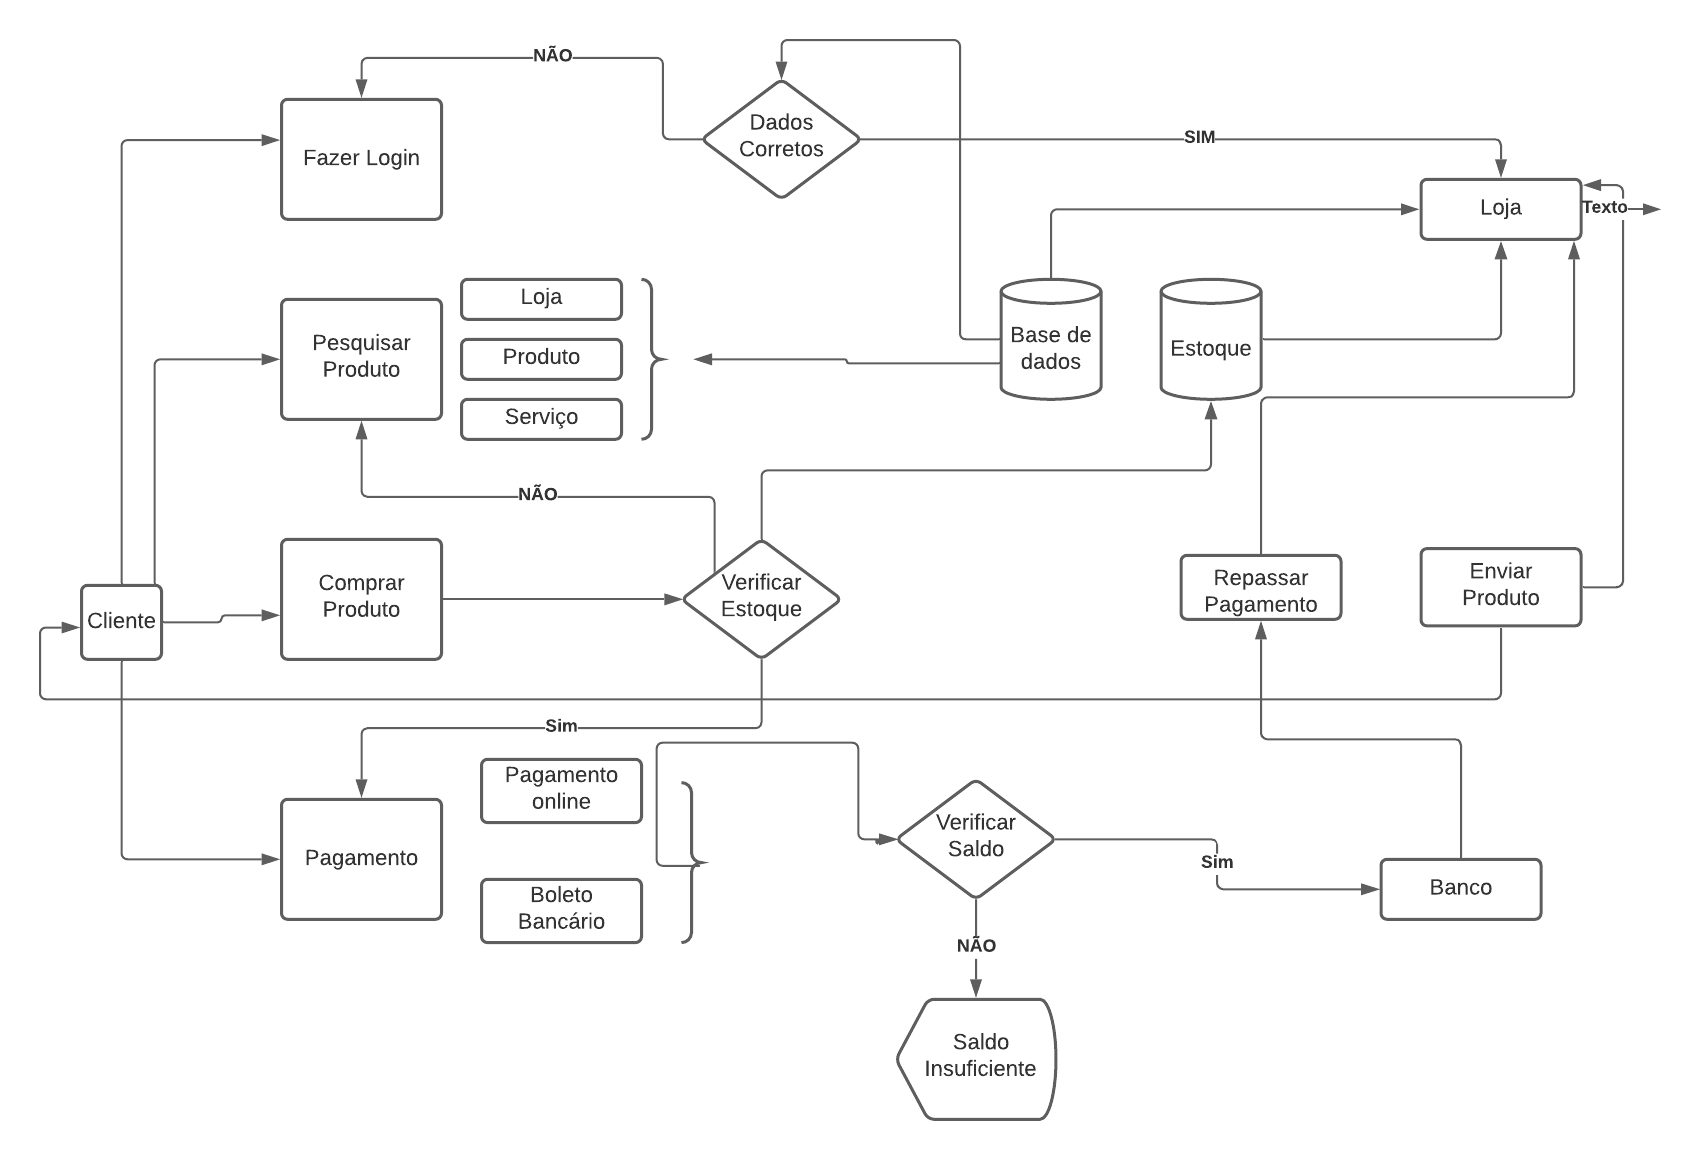 NÃO
Dados
Corretos
SIM
Fazer Login
Loja
Texto
Loja
Pesquisar
Produto
Produto
Serviço
Base de
dados
Estoque
NÃO
Comprar
Produto
Verificar
Estoque
Repassar
Pagamento
Enviar
Produto
Cliente
Sim
Pagamento
online
Pagamento
Boleto
Bancário
Verificar
Saldo
Sim
Banco
NÃO
Saldo
Insuficiente